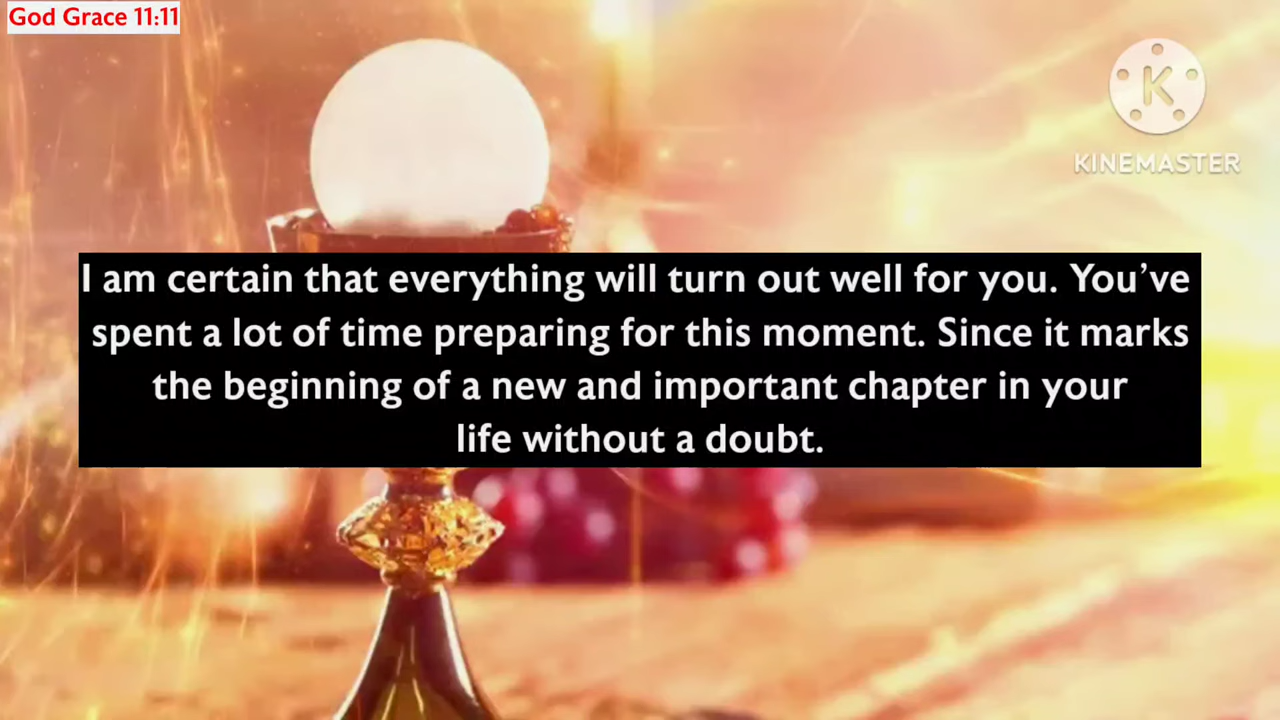 God Grace 11:11
K
KINEMASTER
I am certain that everything will turn out well for you. You’ve
spent a lot of time preparing for this moment. Since it marks
the beginning of a new and important chapter in your
life without a doubt.